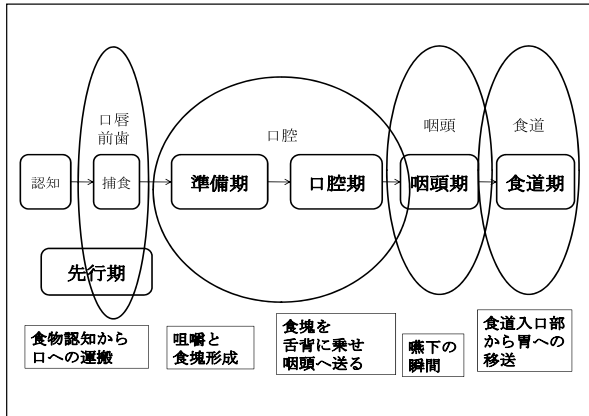 口唇
前歯
口腔
咽頭
食道
認知
捕食
準備期
口腔期
咽頭期
食道期
先行期
食物認知から
口への運搬
咀嚼と
食塊形成
食塊を
舌背に乗せ
咽頭へ送る
嚥下の
瞬間
食道入口部
から胃への
移送